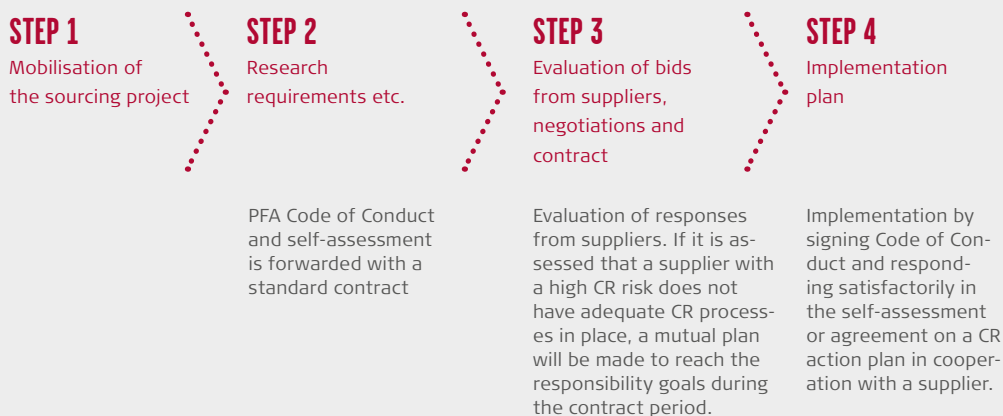 STEP 1
Mobilisation of
the sourcing project
STEP 2
Research
requirements etc.
PFA Code of Conduct
and self-assessment
is forwarded with a
standard contract
STEP 3
Evaluation of bids
from suppliers,
negotiations and
contract
Evaluation of responses
from suppliers. If it is as-
sessed that a supplier with
a high CR risk does not
have adequate CR process-
es in place, a mutual plan
will be made to reach the
responsibility goals during
the contract period.
STEP 4
Implementation
plan
Implementation by
signing Code of Con-
duct and respond-
ing satisfactorily in
the self-assessment
or agreement on a CR
action plan in cooper-
ation with a supplier.